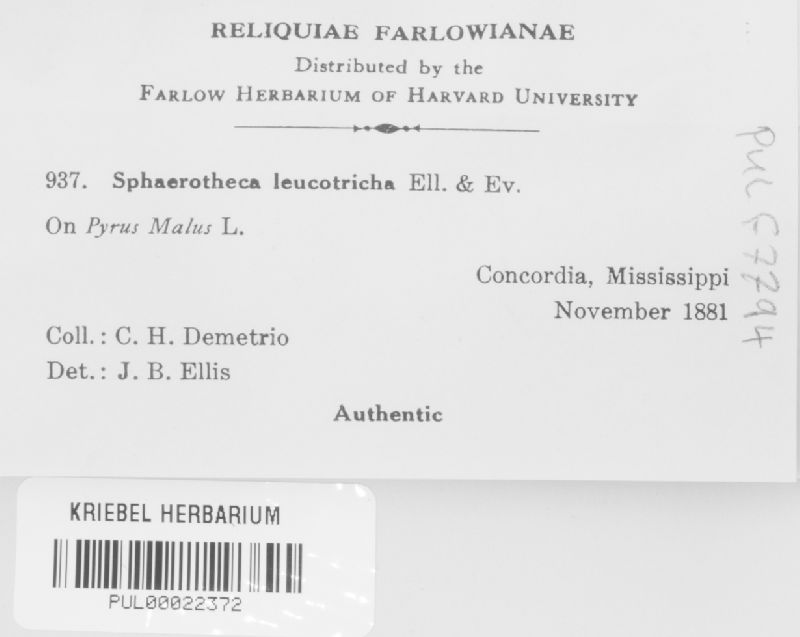 RELIQUIAE FARLOWIANAE
Distributed by the
FARLOW HERBARIUM OF HARVARD UNIVERSITY
937. Sphaerotheca leucotricha Ell. & Ev.
On Pyrus Malus L.
Concordia, Mississippi
November 1881
Coll.: C. H. Demetrio
Det.: J. B. Ellis
Authentic
PUL F7794
KRIEBEL HERBARIUM
PUL00022372